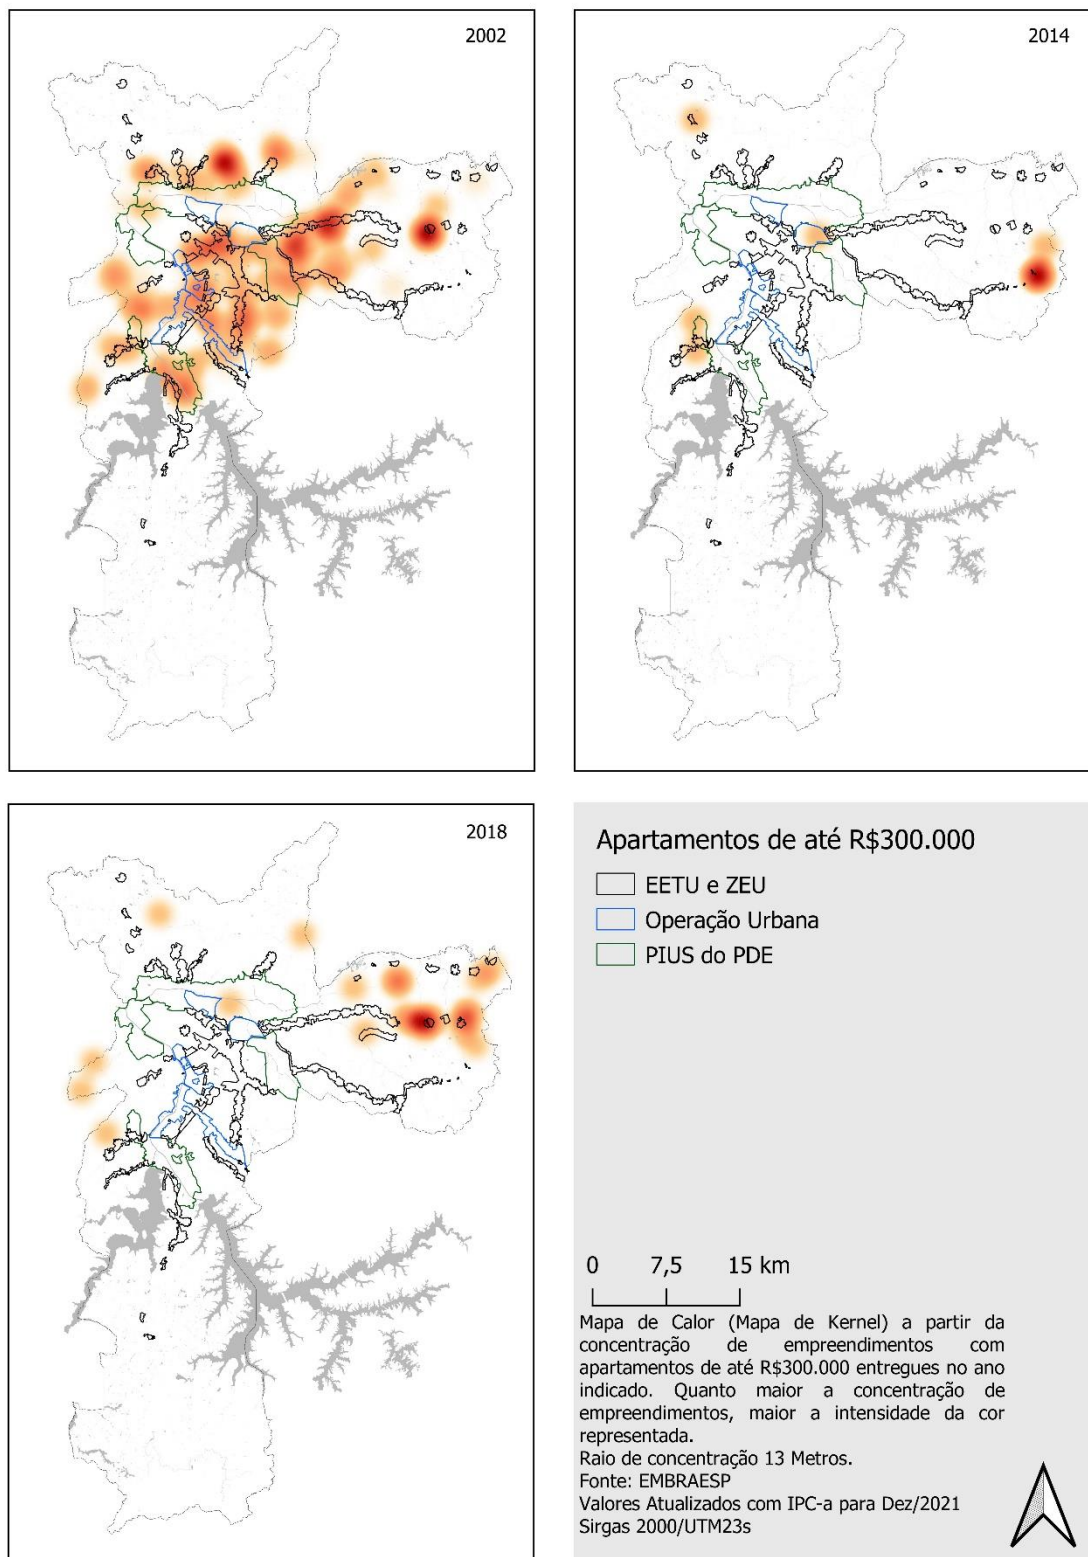 2002
2014
2018
Apartamentos de até R$300.000
EETU e ZEU
Operação Urbana
PIUS do PDE
0 7,5 15 km
Mapa de Calor (Mapa de Kernel) a partir da
concentração de empreendimentos com
apartamentos de até R$300.000 entregues no ano
indicado. Quanto maior a concentração de
empreendimentos, maior a intensidade da cor
representada.
Raio de concentração 13 Metros.
Fonte: EMBRAESP
Valores Atualizados com IPC-a para Dez/2021
Sirgas 2000/UTM23s